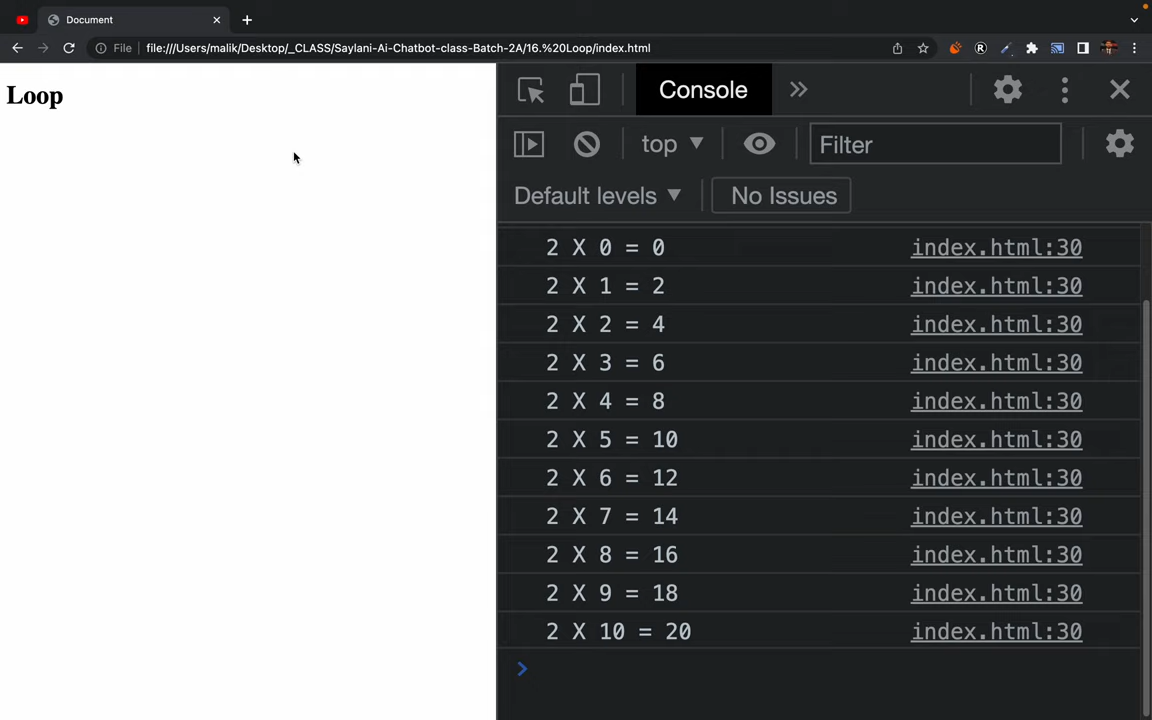 Document
File file:///Users/malik/Desktop/_CLASS/Saylani-Ai-Chatbot-class-Batch-2A/16.%20Loop/index.html
Loop
Console
top
Filter
Default levels
No Issues
2 X 0 = 0 index.html:30
2 X 1 = 2 index.html:30
2 X 2 = 4 index.html:30
2 X 3 = 6 index.html:30
2 X 4 = 8 index.html:30
2 X 5 = 10 index.html:30
2 X 6 = 12 index.html:30
2 X 7 = 14 index.html:30
2 X 8 = 16 index.html:30
2 X 9 = 18 index.html:30
2 X 10 = 20 index.html:30